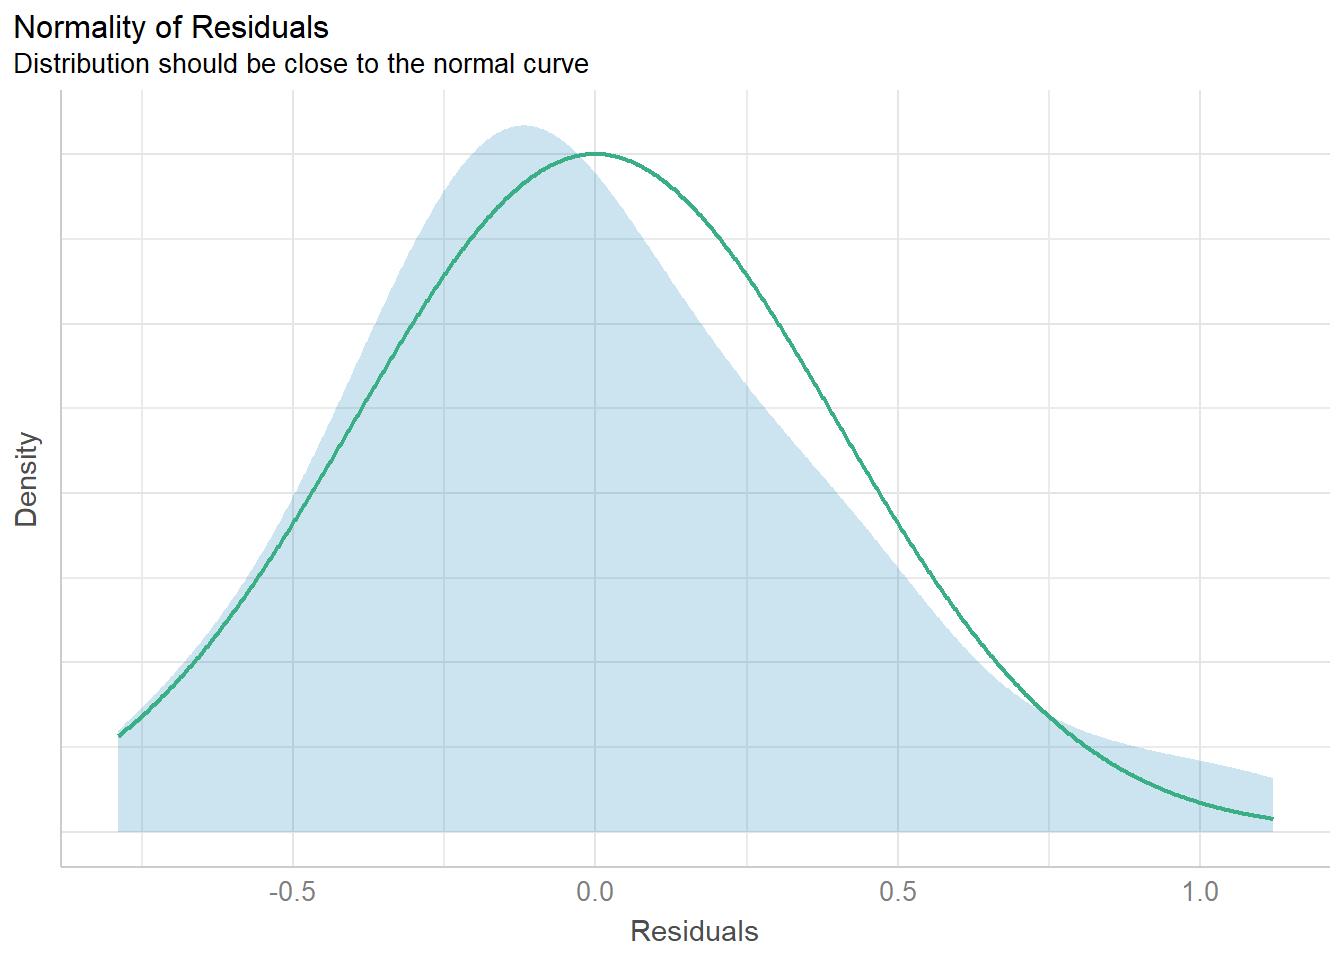 Normality of Residuals
Distribution should be close to the normal curve
Density
-0.5
0.0
0.5
1.0
Residuals